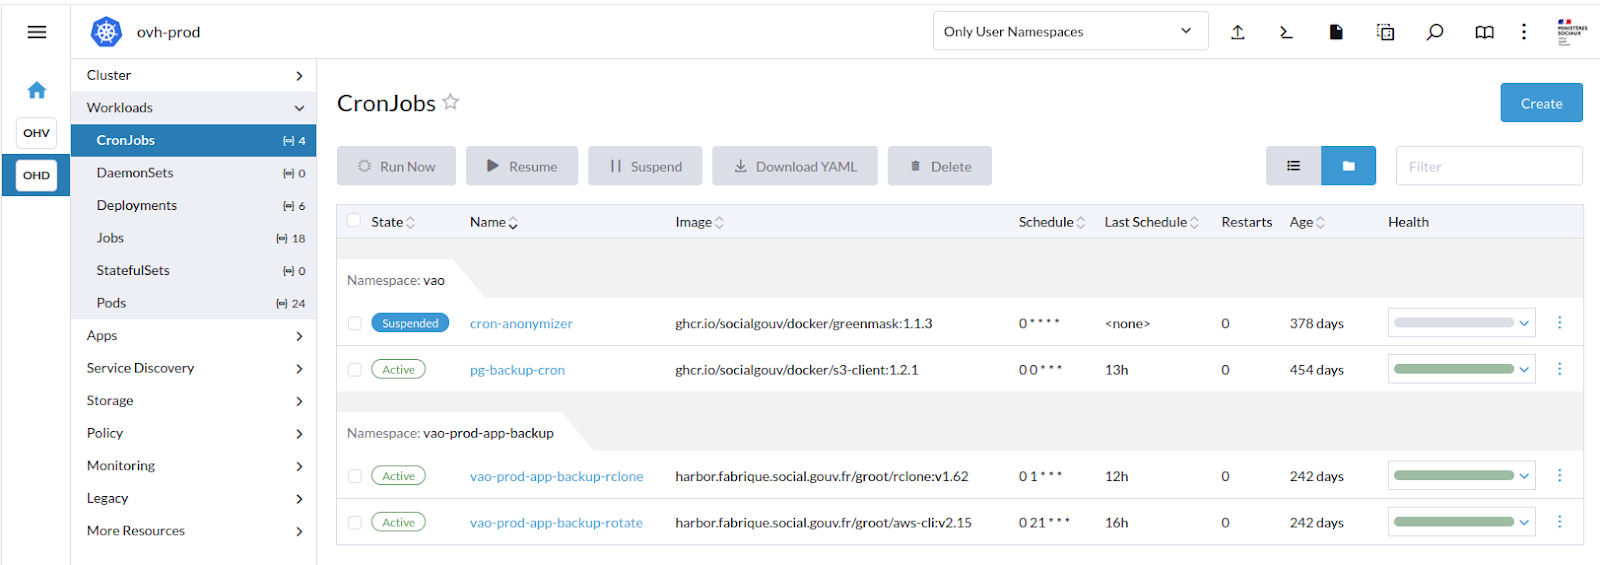 ovh-prod
Only User Namespaces
MINISTÈRES
SOCIAUX
OHV
OHD
Cluster
Workloads
CronJobs 4
DaemonSets 0
Deployments 6
Jobs 18
StatefulSets 0
Pods 24
Apps
Service Discovery
Storage
Policy
Monitoring
Legacy
More Resources
CronJobs
Create
Run Now
Resume
Suspend
Download YAML
Delete
Filter
State Name Image Schedule Last Schedule Restarts Age Health
Namespace: vao
Suspended cron-anonymizer ghcr.io/socialgouv/docker/greenmask:1.1.3 0 * * * * <none> 0 378 days
Active pg-backup-cron ghcr.io/socialgouv/docker/s3-client:1.2.1 0 0 * * * 13h 0 454 days
Namespace: vao-prod-app-backup
Active vao-prod-app-backup-rclone harbor.fabrique.social.gouv.fr/groot/rclone:v1.62 0 1 * * * 12h 0 242 days
Active vao-prod-app-backup-rotate harbor.fabrique.social.gouv.fr/groot/aws-cli:v2.15 0 21 * * * 16h 0 242 days